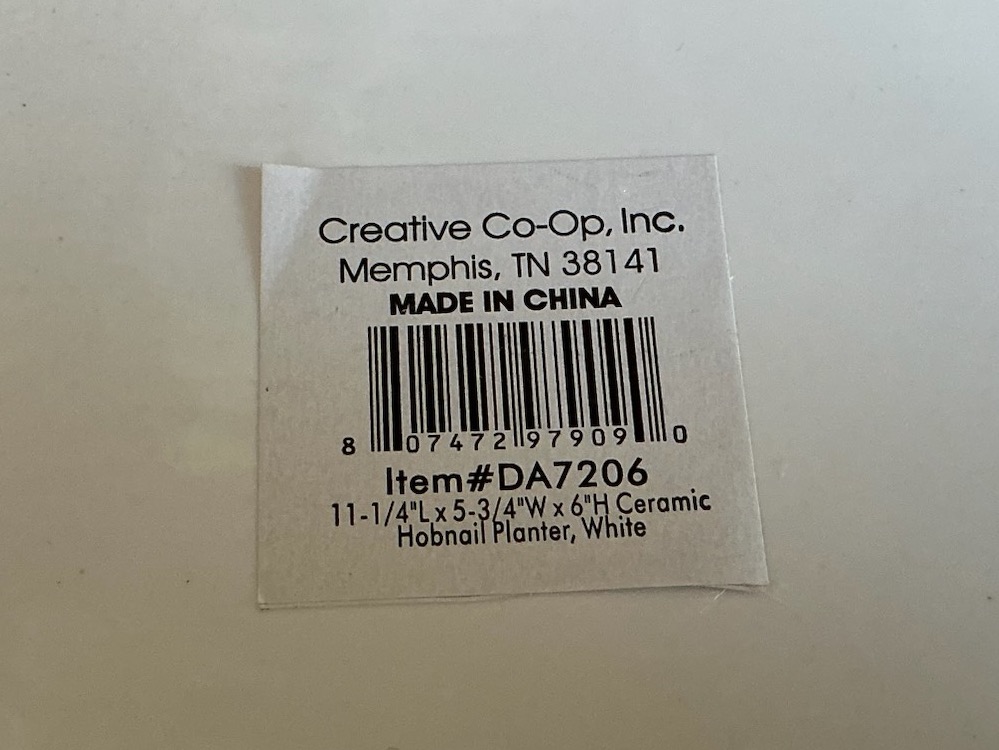 Creative Co-Op, Inc.
Memphis, TN 38141
MADE IN CHINA
8 07472 97909 0
Item#DA7206
11-1/4"L x 5-3/4"W x 6"H Ceramic
Hobnail Planter, White